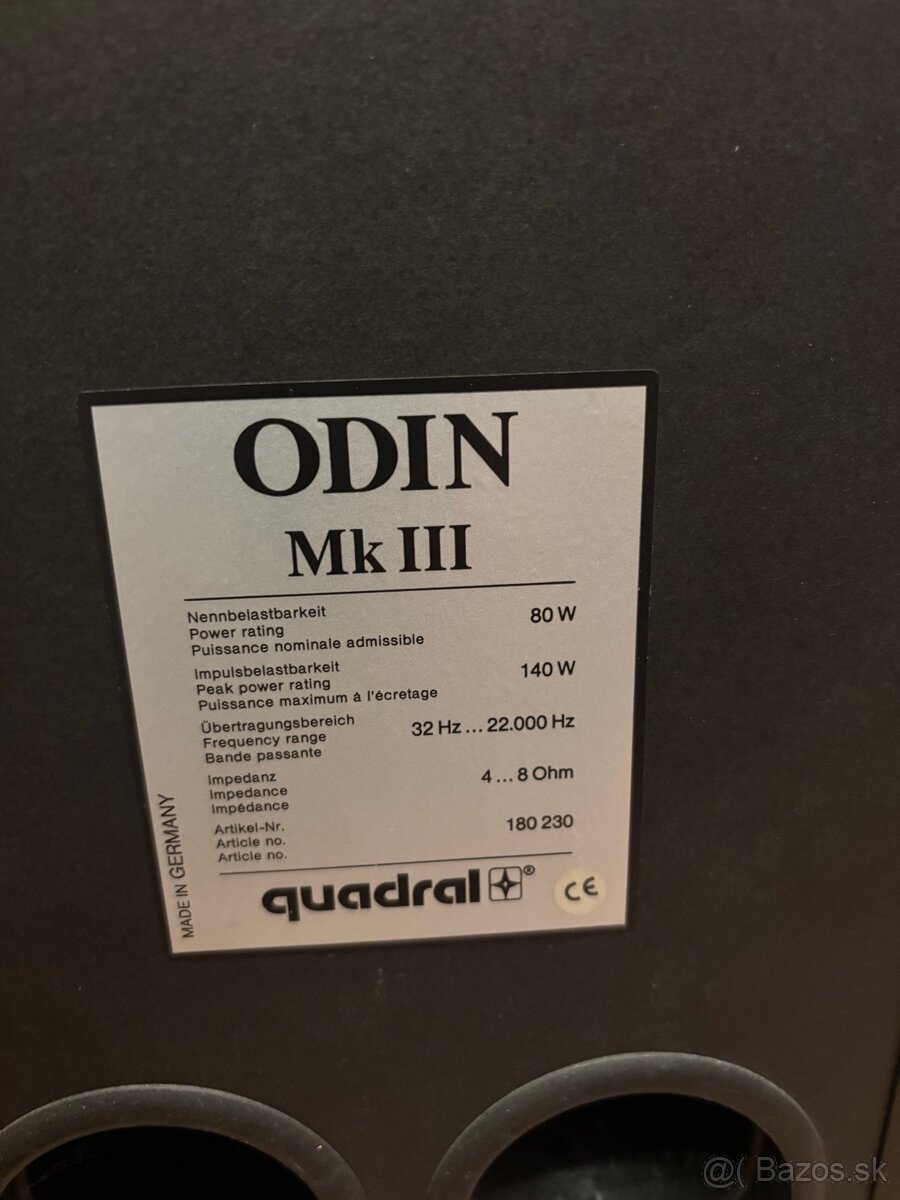 ODIN
Mk III
Nennbelastbarkeit
Power rating
Puissance nominale admissible
80 W
Impulsbelastbarkeit
Peak power rating
Puissance maximum à l'écretage
140 W
Übertragungsbereich
Frequency range
Bande passante
32 Hz ... 22.000 Hz
Impedanz
Impedance
Impédance
4 ... 8 Ohm
Artikel-Nr.
Article no.
Article no.
180 230
MADE IN GERMANY
quadral ®
CE
@( Bazos.sk